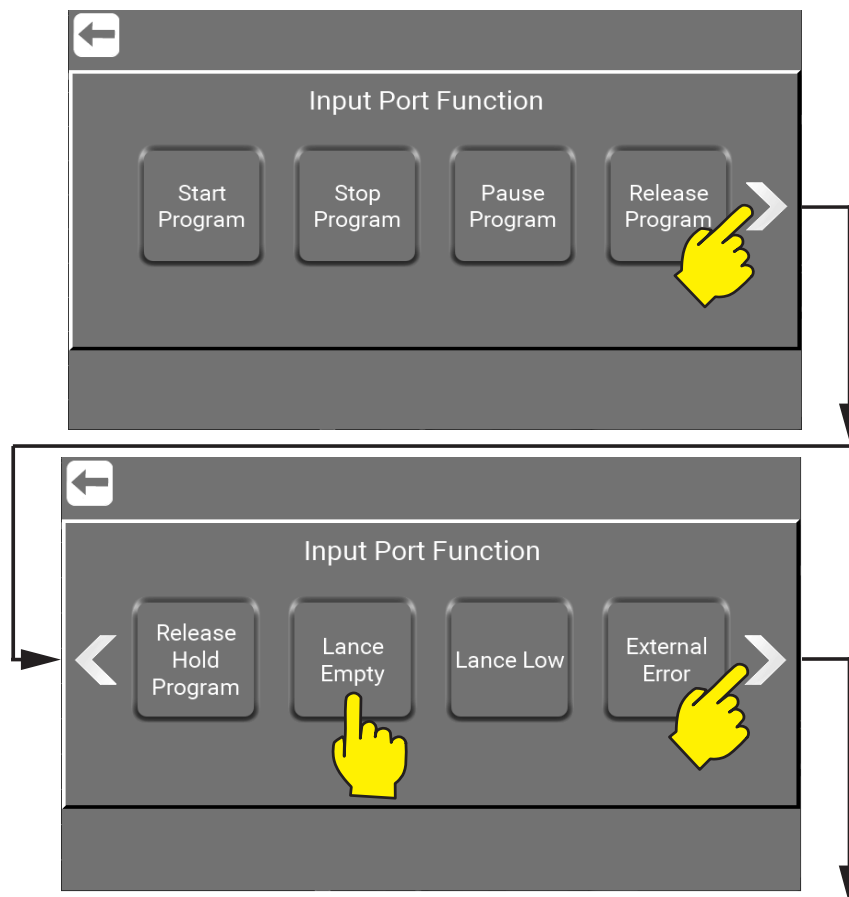 Input Port Function
Start
Program
Stop
Program
Pause
Program
Release
Program
Input Port Function
Release
Hold
Program
Lance
Empty
Lance Low
External
Error